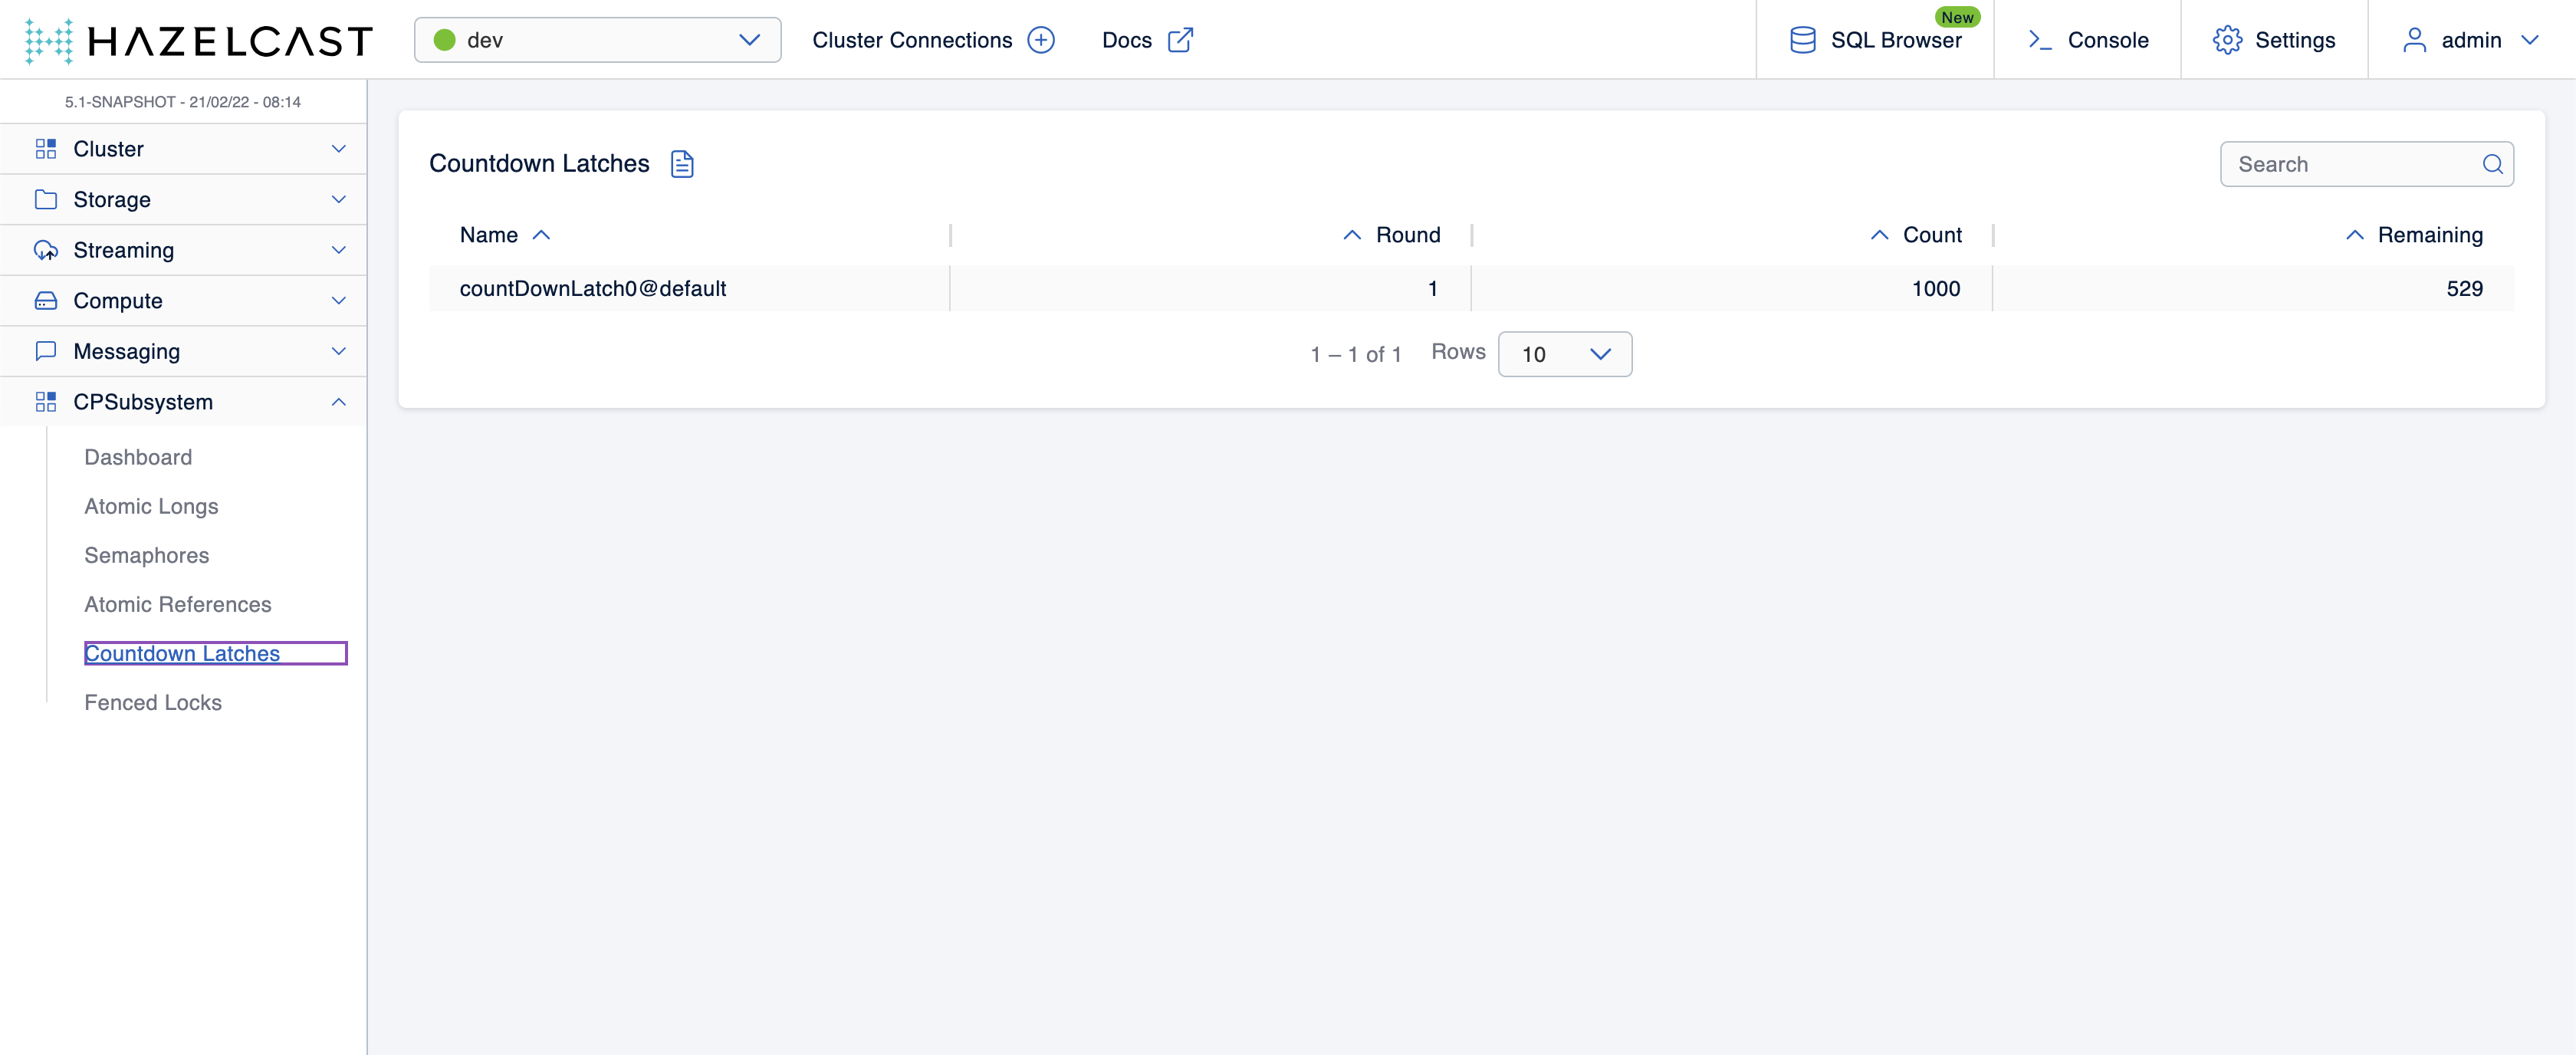 HAZELCAST
dev
Cluster Connections
Docs
New
SQL Browser
Console
Settings
admin
5.1-SNAPSHOT - 21/02/22 - 08:14
Cluster
Storage
Streaming
Compute
Messaging
CPSubsystem
Dashboard
Atomic Longs
Semaphores
Atomic References
Countdown Latches
Fenced Locks
Countdown Latches
Search
Name Round Count Remaining
countDownLatch0@default 1 1000 529
1 – 1 of 1 Rows 10